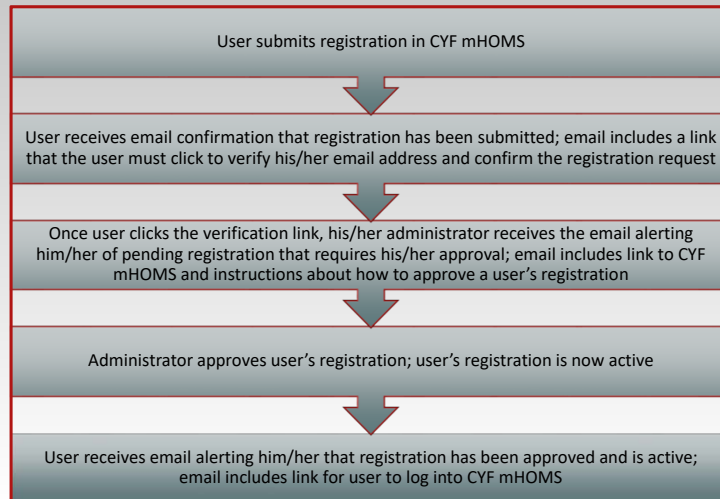 User submits registration in CYF mHOMS
User receives email confirmation that registration has been submitted; email includes a link
that the user must click to verify his/her email address and confirm the registration request
Once user clicks the verification link, his/her administrator receives the email alerting
him/her of pending registration that requires his/her approval; email includes link to CYF
mHOMS and instructions about how to approve a user’s registration
Administrator approves user’s registration; user’s registration is now active
User receives email alerting him/her that registration has been approved and is active;
email includes link for user to log into CYF mHOMS